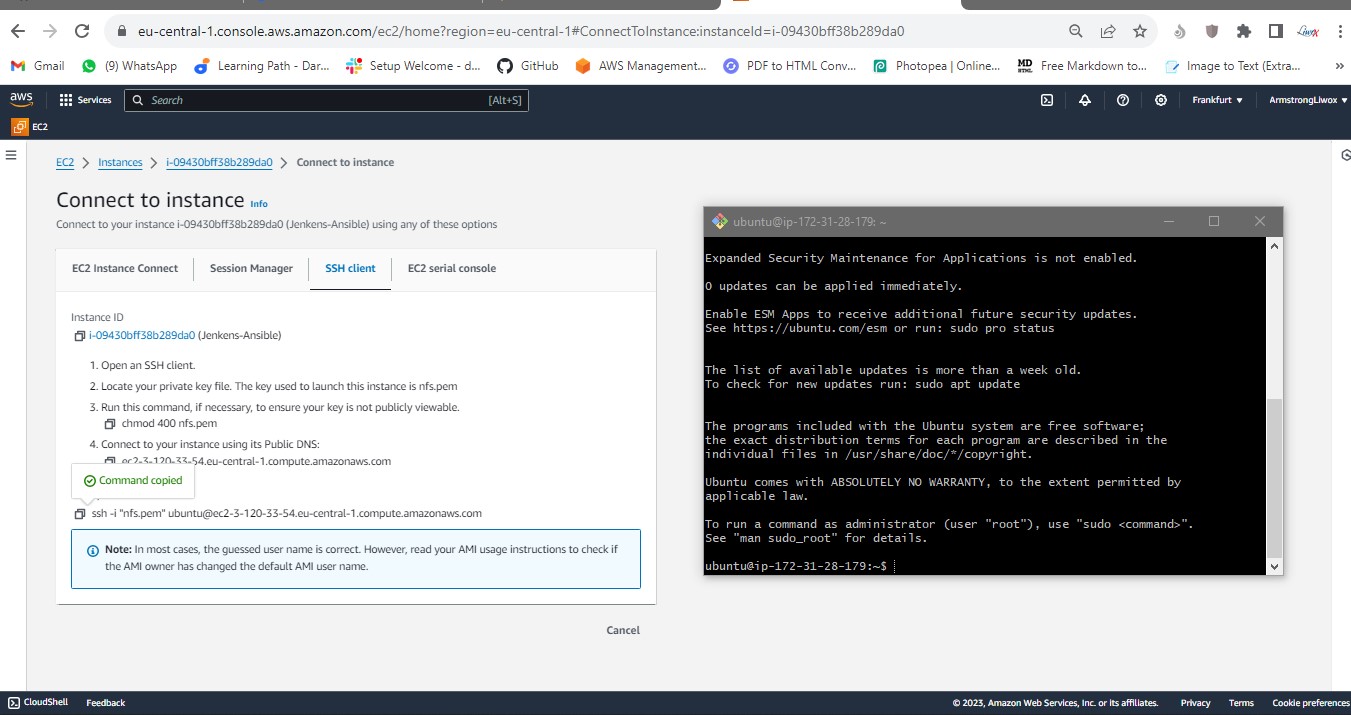 eu-central-1.console.aws.amazon.com/ec2/home?region=eu-central-1#ConnectToInstance:instanceId=i-09430bff38b289da0
Gmail (9) WhatsApp Learning Path - Dar... Setup Welcome - d... GitHub AWS Management... PDF to HTML Conv... Photopea | Online... MD Free Markdown to... Image to Text (Extra... »
aws Services Search [Alt+S] Frankfurt ▼ ArmstrongLiwox ▼
EC2
EC2 > Instances > i-09430bff38b289da0 > Connect to instance
Connect to instance Info
Connect to your instance i-09430bff38b289da0 (Jenkens-Ansible) using any of these options
EC2 Instance Connect Session Manager SSH client EC2 serial console
Instance ID
i-09430bff38b289da0 (Jenkens-Ansible)
1. Open an SSH client.
2. Locate your private key file. The key used to launch this instance is nfs.pem
3. Run this command, if necessary, to ensure your key is not publicly viewable.
chmod 400 nfs.pem
4. Connect to your instance using its Public DNS:
ec2-3-120-33-54.eu-central-1.compute.amazonaws.com
Command copied
ssh -i "nfs.pem" ubuntu@ec2-3-120-33-54.eu-central-1.compute.amazonaws.com
Note: In most cases, the guessed user name is correct. However, read your AMI usage instructions to check if
the AMI owner has changed the default AMI user name.
Cancel
ubuntu@ip-172-31-28-179: ~
Expanded Security Maintenance for Applications is not enabled.
0 updates can be applied immediately.
Enable ESM Apps to receive additional future security updates.
See https://ubuntu.com/esm or run: sudo pro status
The list of available updates is more than a week old.
To check for new updates run: sudo apt update
The programs included with the Ubuntu system are free software;
the exact distribution terms for each program are described in the
individual files in /usr/share/doc/*/copyright.
Ubuntu comes with ABSOLUTELY NO WARRANTY, to the extent permitted by
applicable law.
To run a command as administrator (user "root"), use "sudo <command>".
See "man sudo_root" for details.
ubuntu@ip-172-31-28-179:~$
CloudShell Feedback © 2023, Amazon Web Services, Inc. or its affiliates. Privacy Terms Cookie preferences